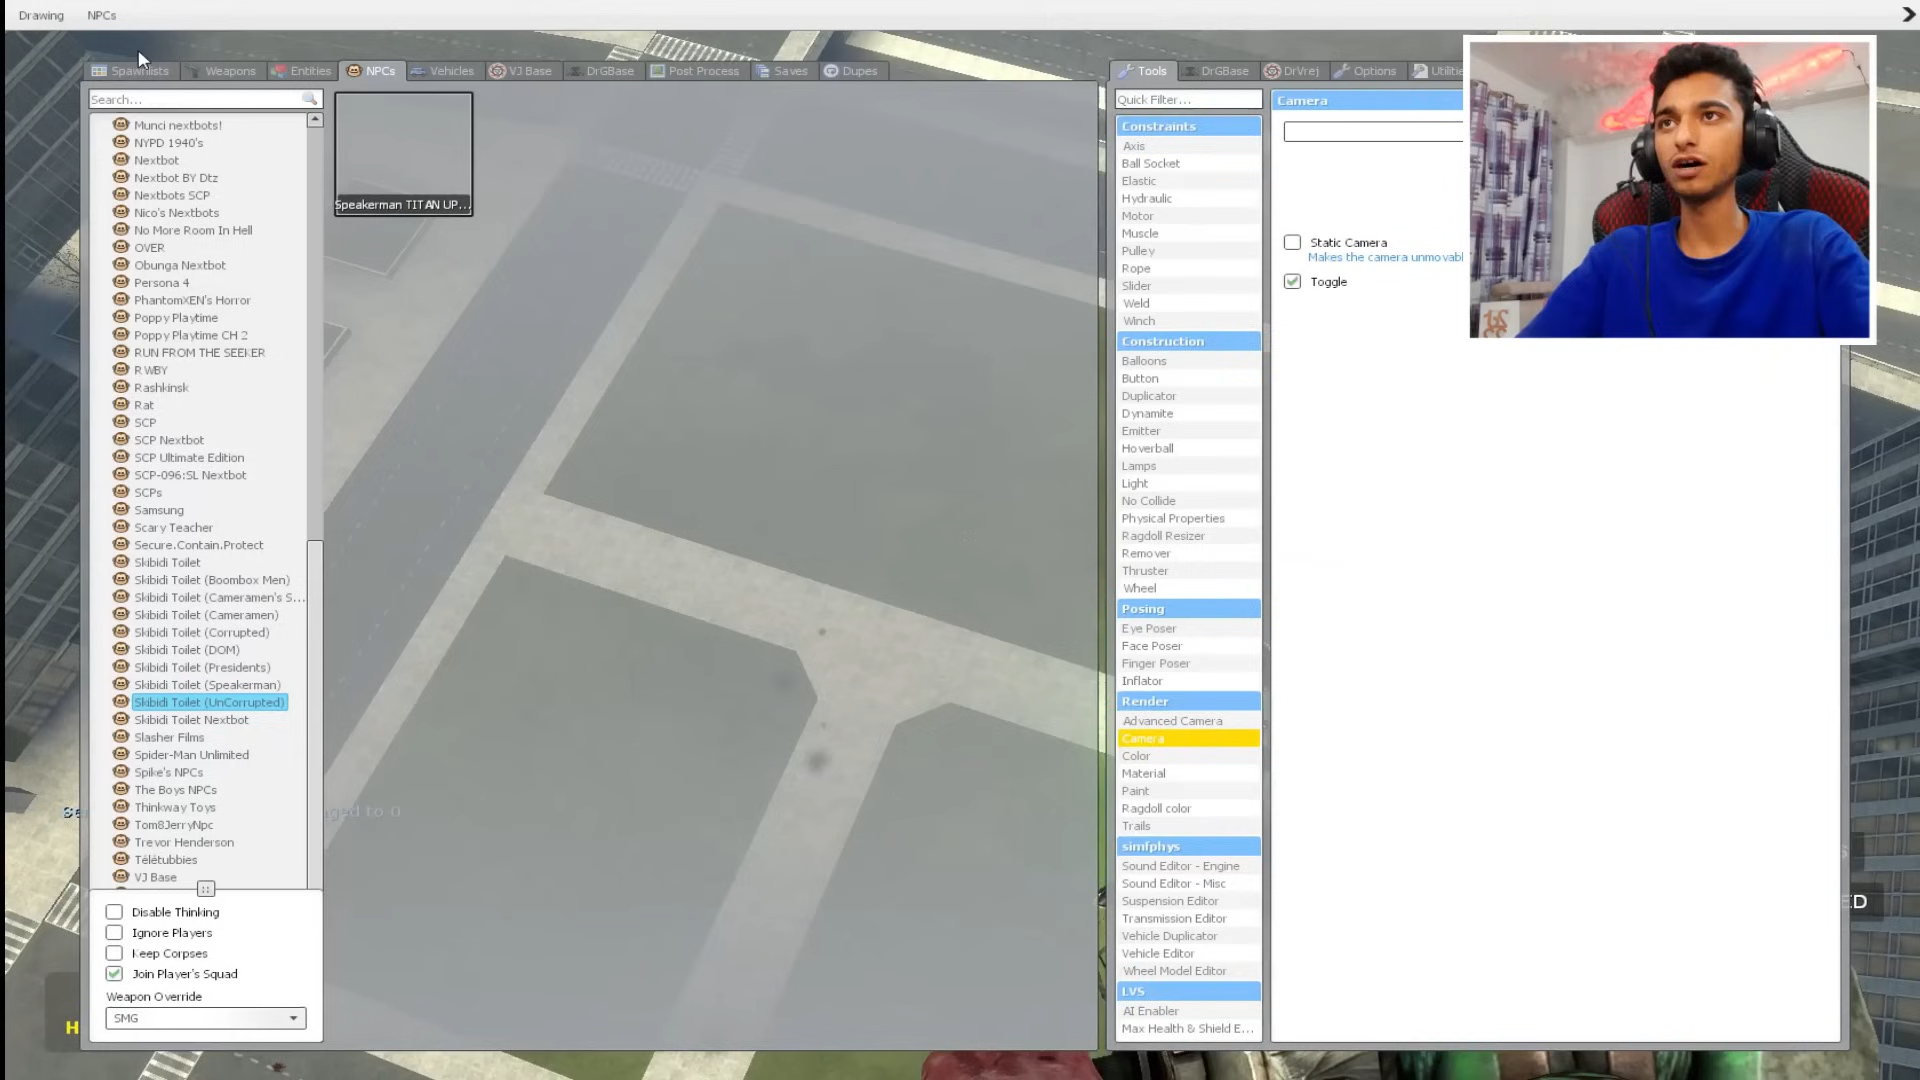 Drawing NPCs
Spawnlists Weapons Entities NPCs Vehicles VJ Base DrGBase Post Process Saves Dupes
Search...
Munci nextbots!
NYPD 1940's
Nextbot
Nextbot BY Dtz
Nextbots SCP
Nico's Nextbots
No More Room In Hell
OVER
Obunga Nextbot
Persona 4
PhantomXEN's Horror
Poppy Playtime
Poppy Playtime CH 2
RUN FROM THE SEEKER
RWBY
Rashkinsk
Rat
SCP
SCP Nextbot
SCP Ultimate Edition
SCP-096:SL Nextbot
SCPs
Samsung
Scary Teacher
Secure.Contain.Protect
Skibidi Toilet
Skibidi Toilet (Boombox Men)
Skibidi Toilet (Cameramen's S...
Skibidi Toilet (Cameramen)
Skibidi Toilet (Corrupted)
Skibidi Toilet (DOM)
Skibidi Toilet (Presidents)
Skibidi Toilet (Speakerman)
Skibidi Toilet (UnCorrupted)
Skibidi Toilet Nextbot
Slasher Films
Spider-Man Unlimited
Spike's NPCs
The Boys NPCs
Thinkway Toys
Tom&JerryNpc
Trevor Henderson
Télétubbies
VJ Base
Disable Thinking
Ignore Players
Keep Corpses
Join Player's Squad
Weapon Override
SMG
Speakerman TITAN UP...
Se
ged to 0
H
Tools DrGBase DrVrej Options Utilitie
Quick Filter...
Constraints
Axis
Ball Socket
Elastic
Hydraulic
Motor
Muscle
Pulley
Rope
Slider
Weld
Winch
Construction
Balloons
Button
Duplicator
Dynamite
Emitter
Hoverball
Lamps
Light
No Collide
Physical Properties
Ragdoll Resizer
Remover
Thruster
Wheel
Posing
Eye Poser
Face Poser
Finger Poser
Inflator
Render
Advanced Camera
Camera
Color
Material
Paint
Ragdoll color
Trails
simfphys
Sound Editor - Engine
Sound Editor - Misc
Suspension Editor
Transmission Editor
Vehicle Duplicator
Vehicle Editor
Wheel Model Editor
LVS
AI Enabler
Max Health & Shield E...
Camera
Static Camera
Makes the camera unmovabl
Toggle
ED